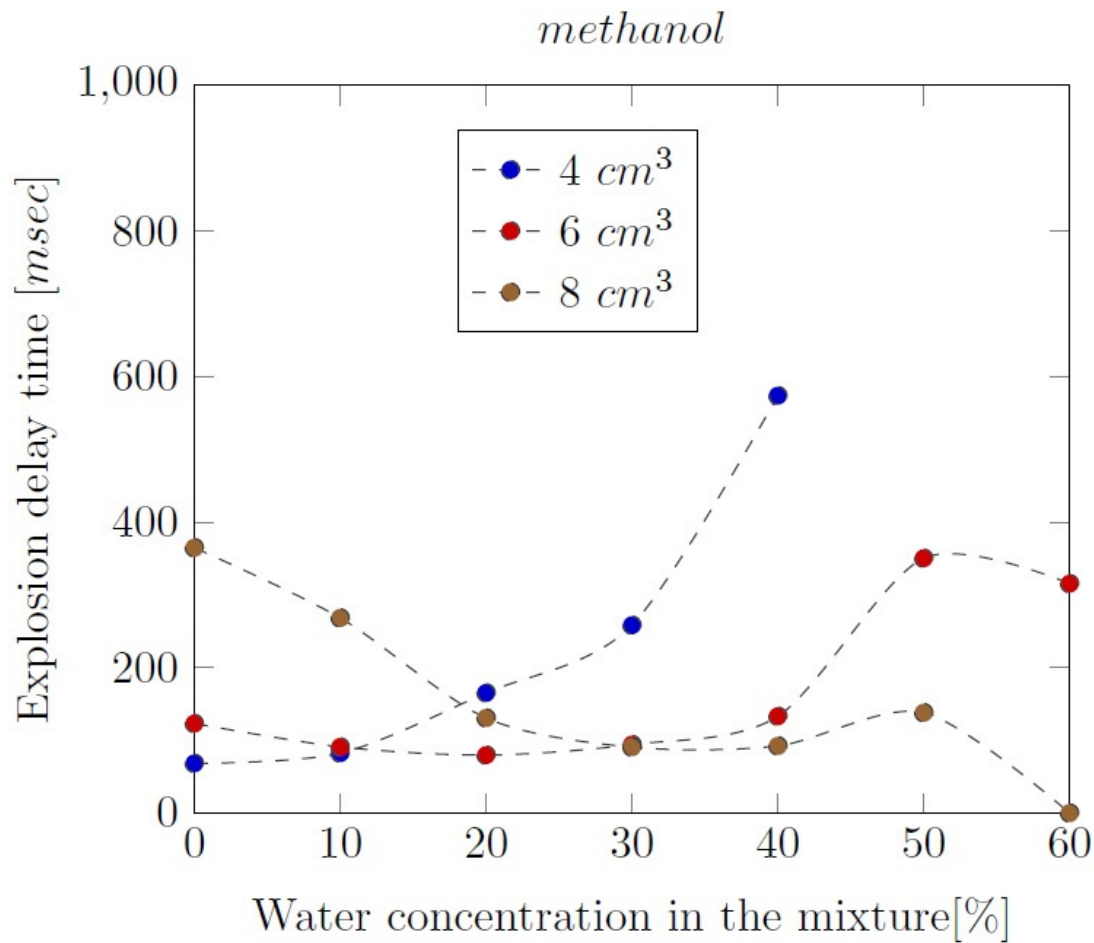 methanol
1,000
800
600
400
200
0
4 cm³
6 cm³
8 cm³
Explosion delay time [msec]
0 10 20 30 40 50 60
Water concentration in the mixture[%]